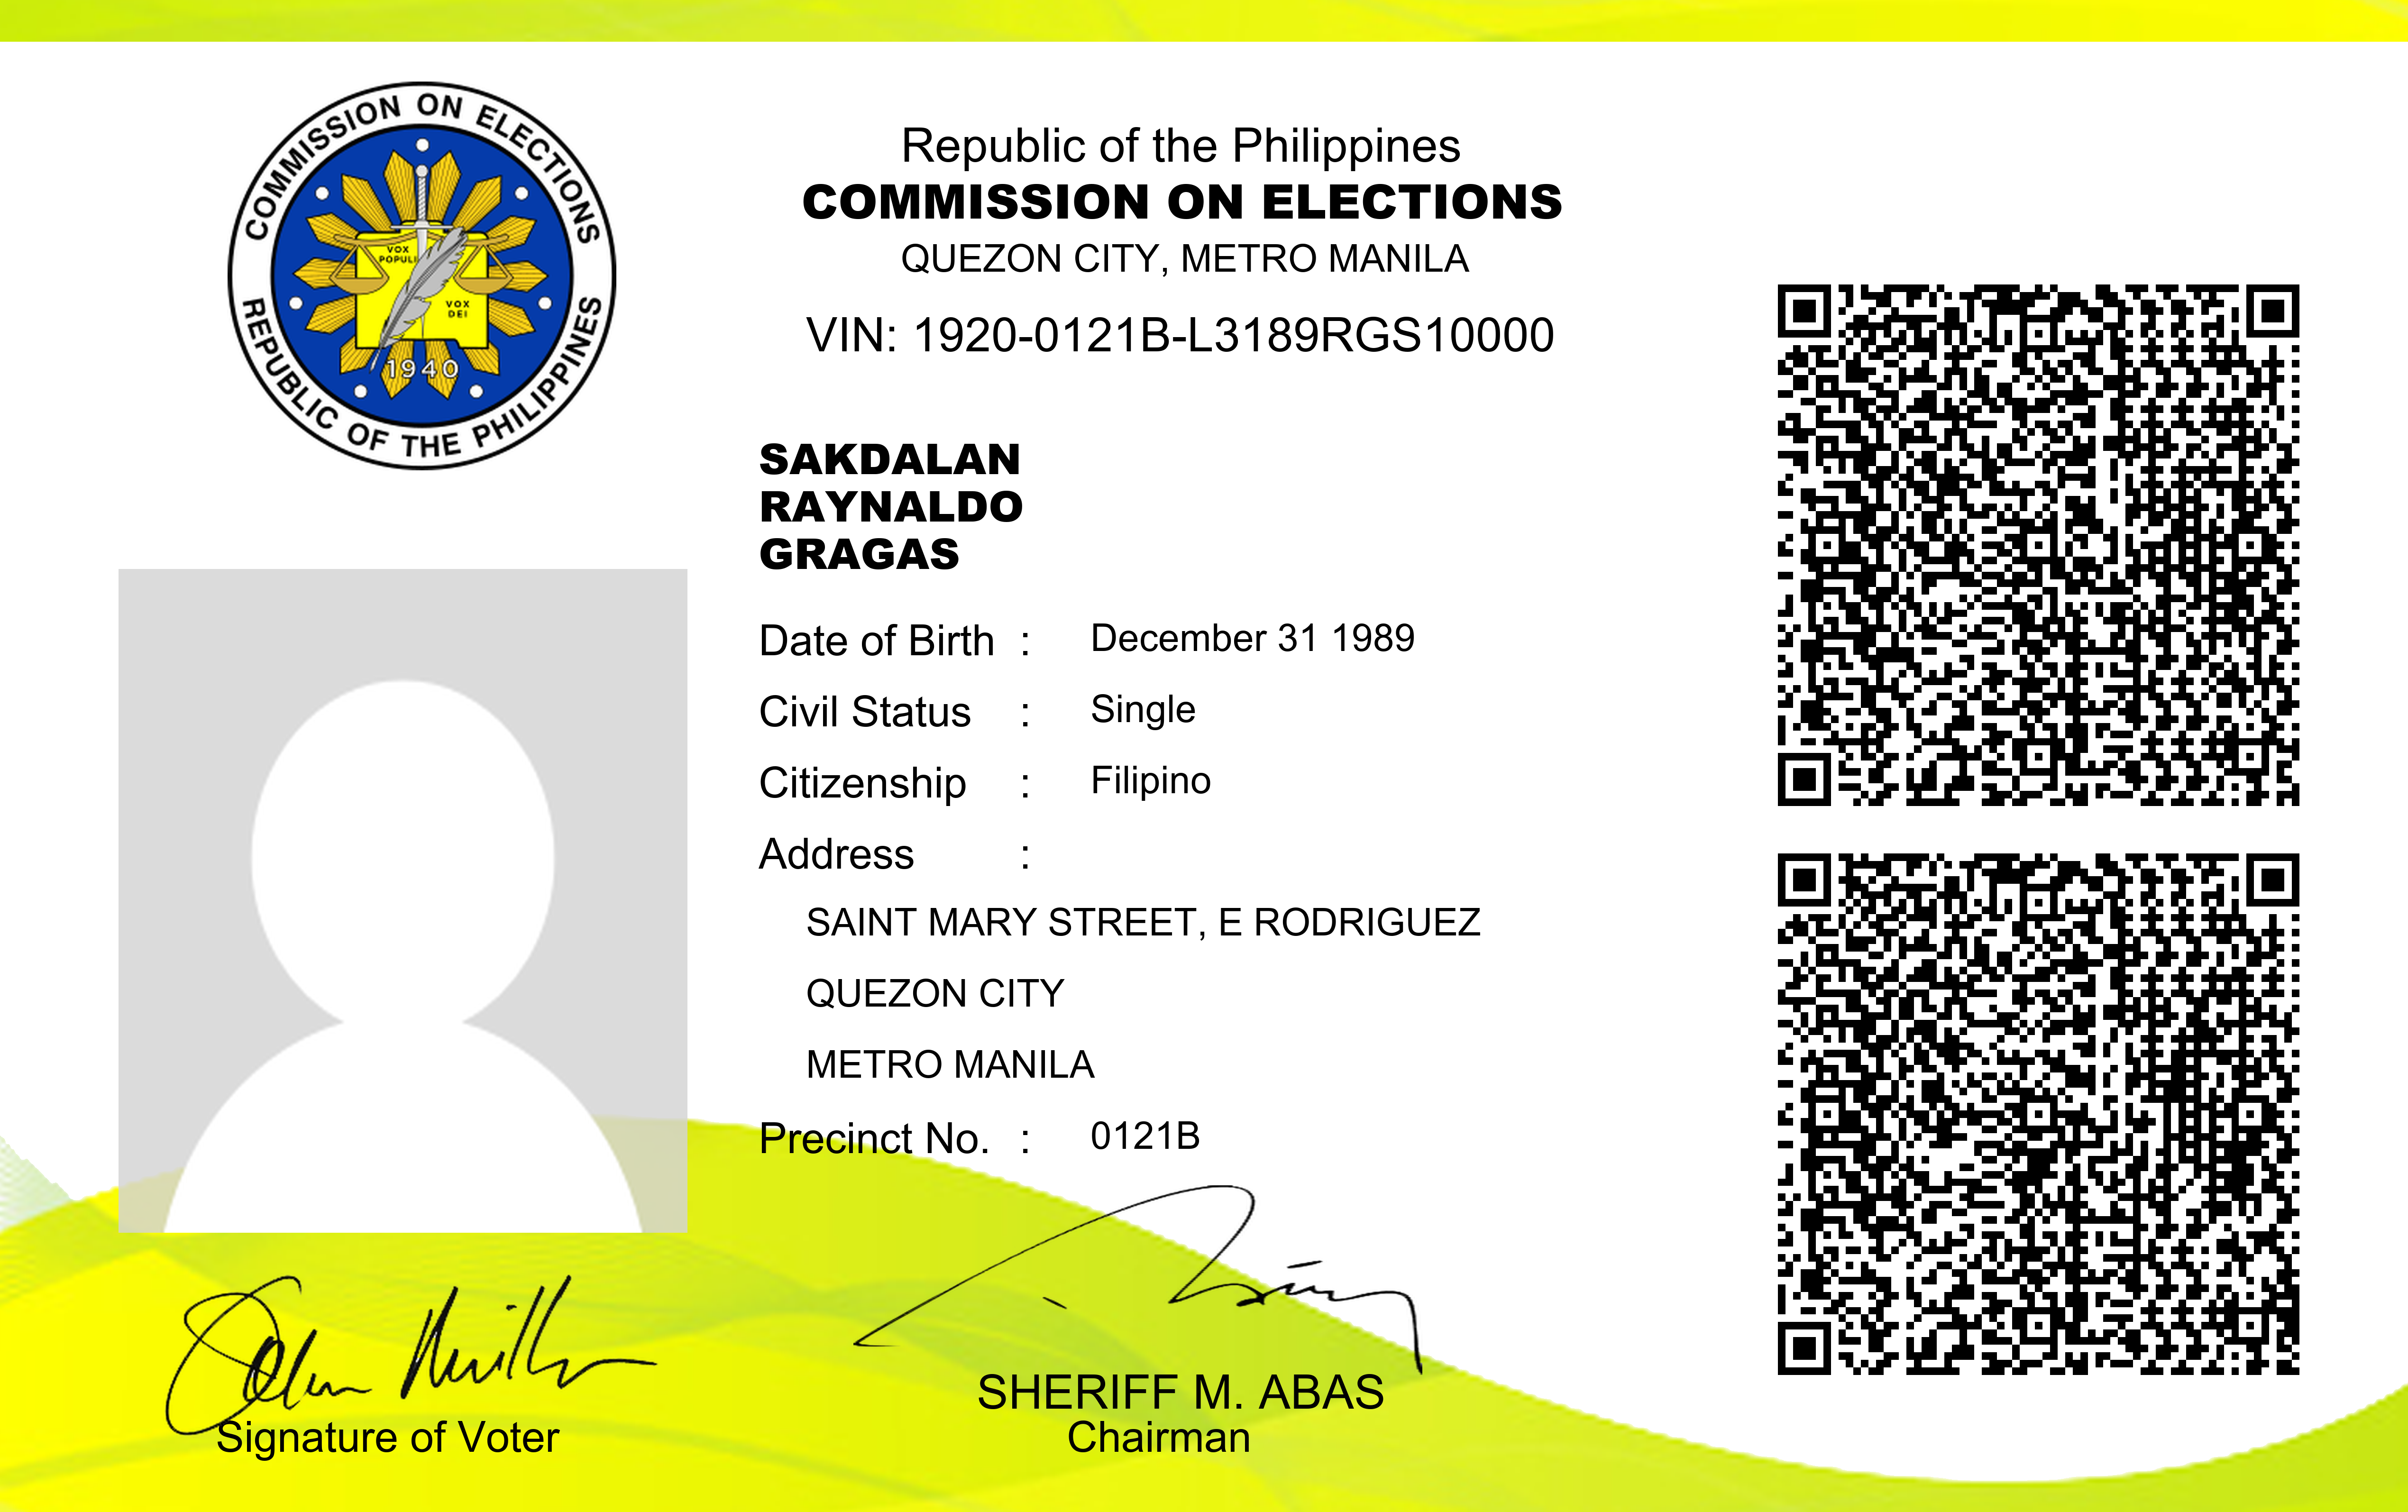 COMMISSION ON ELECTIONS
REPUBLIC OF THE PHILIPPINES
VOX
POPULI
VOX
DEI
1940
Republic of the Philippines
COMMISSION ON ELECTIONS
QUEZON CITY, METRO MANILA
VIN: 1920-0121B-L3189RGS10000
SAKDALAN
RAYNALDO
GRAGAS
Date of Birth : December 31 1989
Civil Status : Single
Citizenship : Filipino
Address :
SAINT MARY STREET, E RODRIGUEZ
QUEZON CITY
METRO MANILA
Precinct No. : 0121B
Signature of Voter
SHERIFF M. ABAS
Chairman